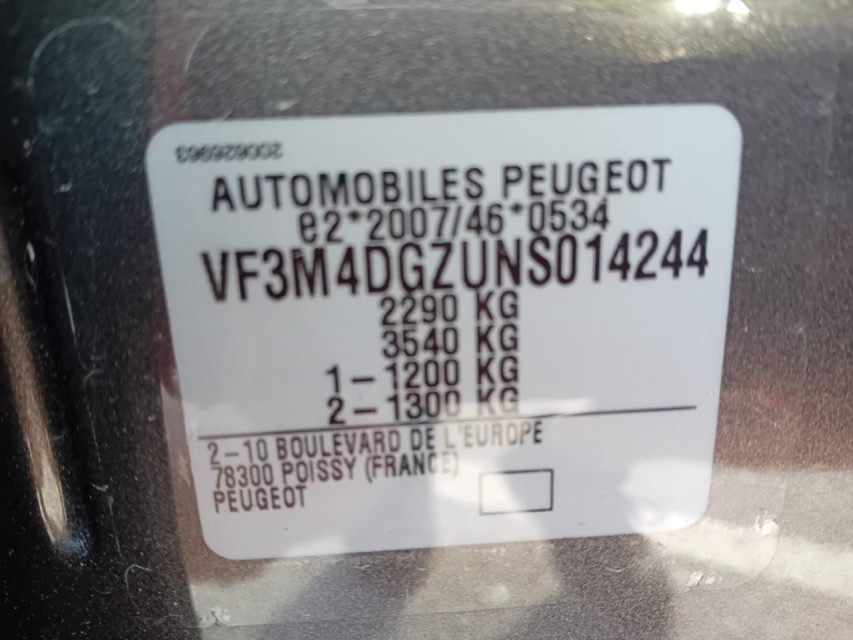 200626963
AUTOMOBILES PEUGEOT
e2*2007/46*0534
VF3M4DGZUNS014244
2290 KG
3540 KG
1-1200 KG
2-1300 KG
2-10 BOULEVARD DE L'EUROPE
78300 POISSY (FRANCE)
PEUGEOT